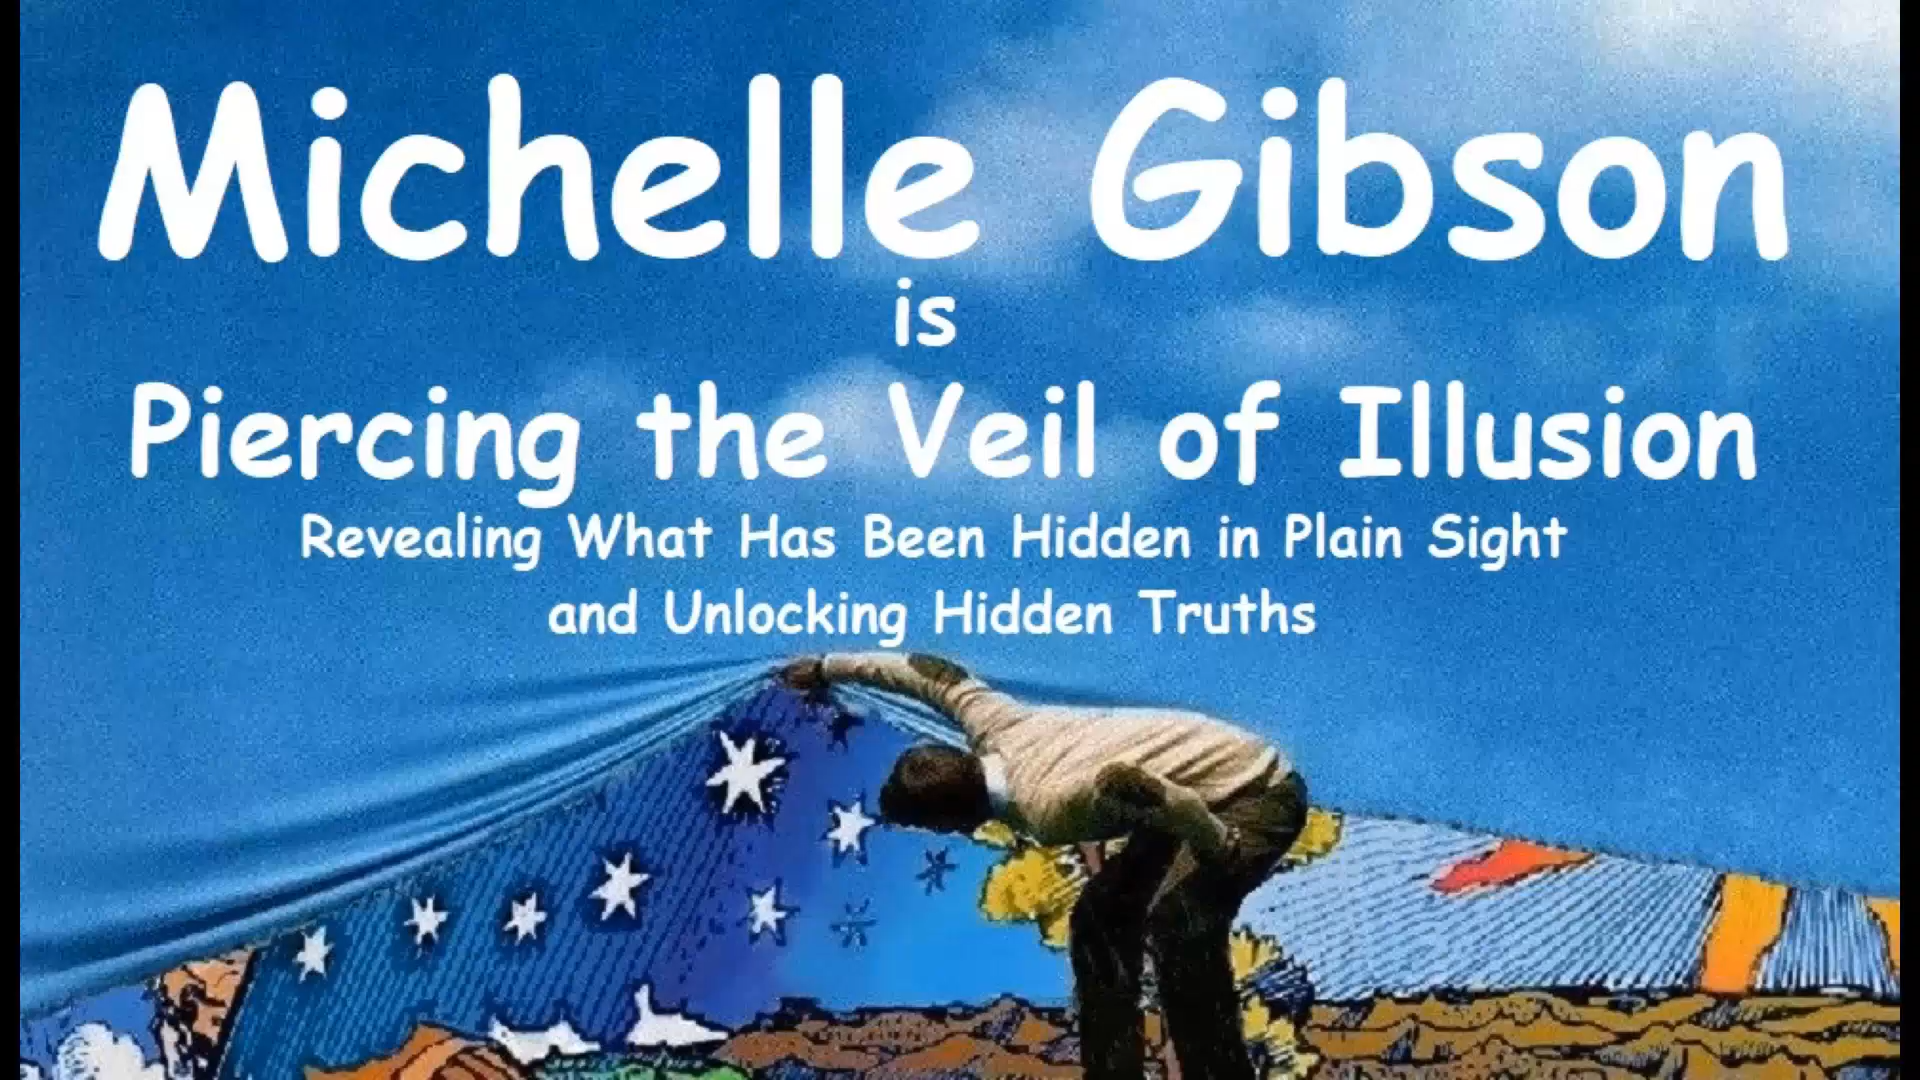 Michelle Gibson
is
Piercing the Veil of Illusion
Revealing What Has Been Hidden in Plain Sight
and Unlocking Hidden Truths